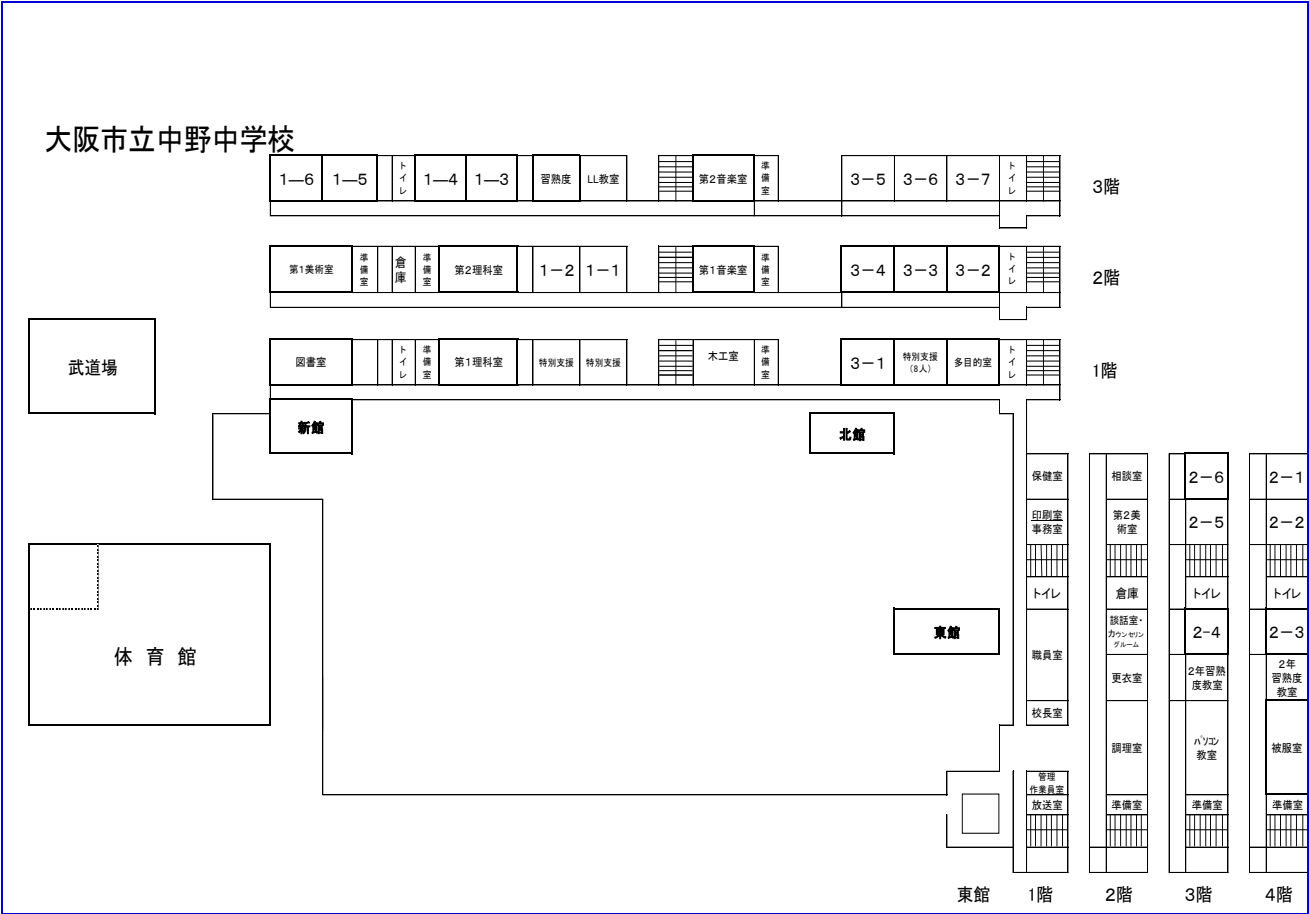 大阪市立中野中学校
1―6 1―5 トイレ 1―4 1―3 習熟度 LL教室 第2音楽室 準備室 3－5 3－6 3－7 トイレ 3階
第1美術室 準備室 倉庫 準備室 第2理科室 1－2 1－1 第1音楽室 準備室 3－4 3－3 3－2 トイレ 2階
図書室 トイレ 準備室 第1理科室 特別支援 特別支援 木工室 準備室 3－1 特別支援（8人） 多目的室 トイレ 1階
武道場
新館
北館
体 育 館
東館
保健室
印刷室
事務室
トイレ
職員室
校長室
管理
作業員室
放送室
相談室
第2美
術室
倉庫
談話室・
カウンセリン
グルーム
更衣室
調理室
準備室
2－6
2－5
トイレ
2-4
2年習熟
度教室
パソコン
教室
準備室
2－1
2－2
トイレ
2－3
2年
習熟度
教室
被服室
準備室
東館 1階 2階 3階 4階